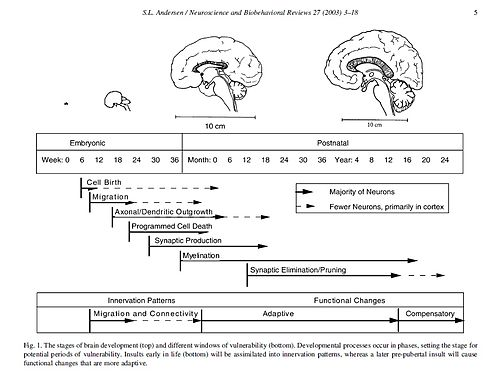 S.L. Andersen / Neuroscience and Biobehavioral Reviews 27 (2003) 3–18 5
10 cm 10 cm
Embryonic Postnatal
Week: 0 6 12 18 24 30 36 Month: 0 6 12 18 24 30 36 Year: 4 8 12 16 20 24
Cell Birth
Migration
Majority of Neurons
Fewer Neurons, primarily in cortex
Axonal/Dendritic Outgrowth
Programmed Cell Death
Synaptic Production
Myelination
Synaptic Elimination/Pruning
Innervation Patterns Functional Changes
Migration and Connectivity Adaptive Compensatory
Fig. 1. The stages of brain development (top) and different windows of vulnerability (bottom). Developmental processes occur in phases, setting the stage for
potential periods of vulnerability. Insults early in life (bottom) will be assimilated into innervation patterns, whereas a later pre-pubertal insult will cause
functional changes that are more adaptive.